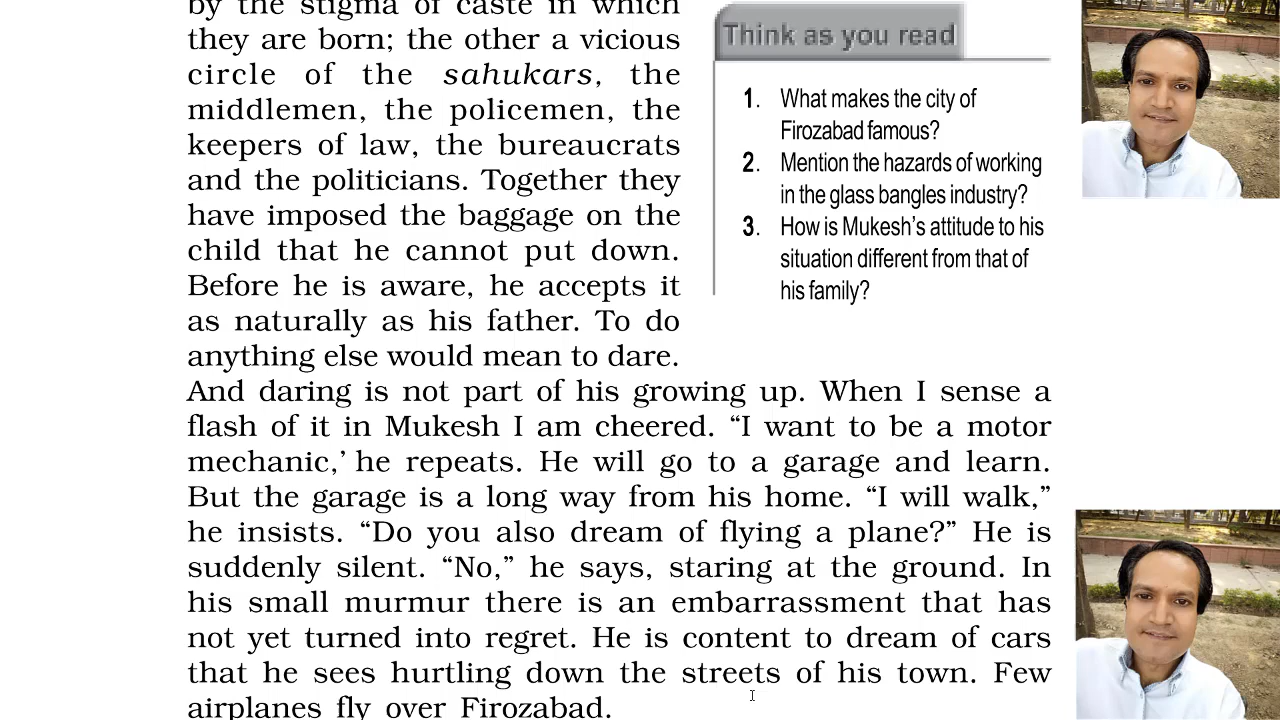 by the stigma of caste in which
they are born; the other a vicious
circle of the sahukars, the
middlemen, the policemen, the
keepers of law, the bureaucrats
and the politicians. Together they
have imposed the baggage on the
child that he cannot put down.
Before he is aware, he accepts it
as naturally as his father. To do
anything else would mean to dare.
And daring is not part of his growing up. When I sense a
flash of it in Mukesh I am cheered. “I want to be a motor
mechanic,’ he repeats. He will go to a garage and learn.
But the garage is a long way from his home. “I will walk,”
he insists. “Do you also dream of flying a plane?” He is
suddenly silent. “No,” he says, staring at the ground. In
his small murmur there is an embarrassment that has
not yet turned into regret. He is content to dream of cars
that he sees hurtling down the streets of his town. Few
airplanes fly over Firozabad.
Think as you read
1. What makes the city of
Firozabad famous?
2. Mention the hazards of working
in the glass bangles industry?
3. How is Mukesh’s attitude to his
situation different from that of
his family?